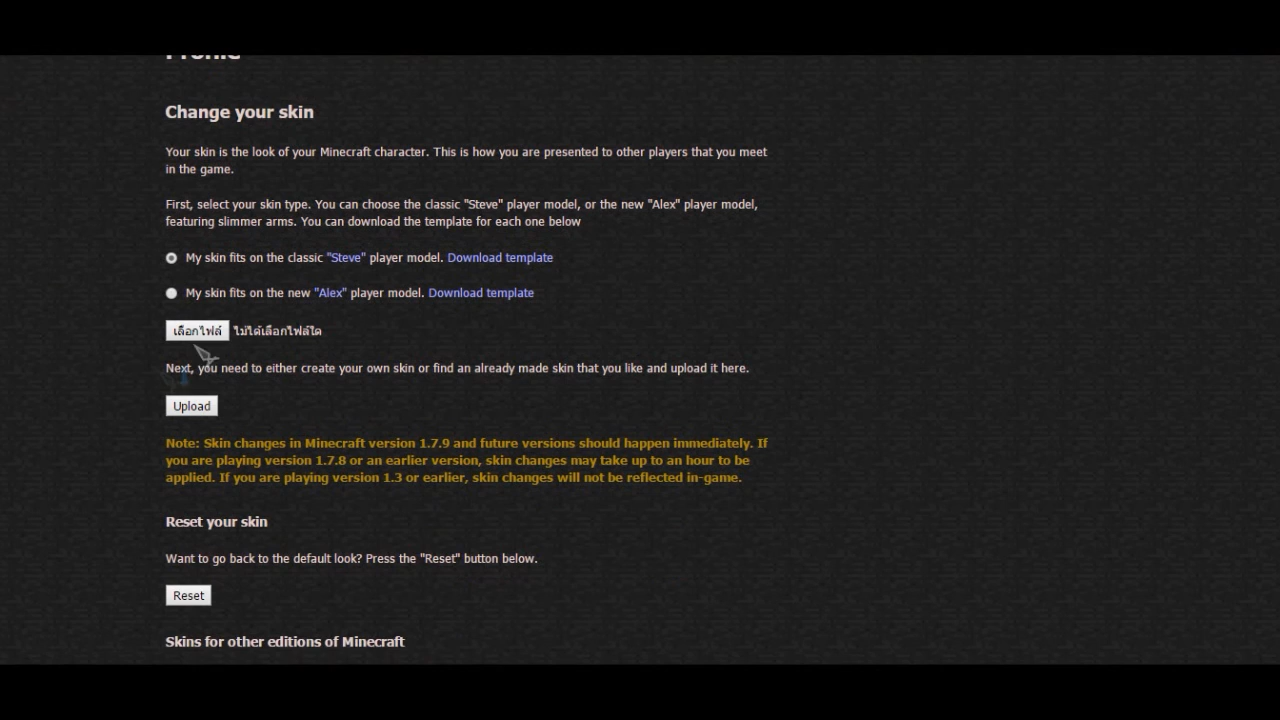 Profile
Change your skin
Your skin is the look of your Minecraft character. This is how you are presented to other players that you meet
in the game.
First, select your skin type. You can choose the classic "Steve" player model, or the new "Alex" player model,
featuring slimmer arms. You can download the template for each one below
My skin fits on the classic "Steve" player model. Download template
My skin fits on the new "Alex" player model. Download template
เลือกไฟล์ ไม่ได้เลือกไฟล์ใด
Next, you need to either create your own skin or find an already made skin that you like and upload it here.
Upload
Note: Skin changes in Minecraft version 1.7.9 and future versions should happen immediately. If
you are playing version 1.7.8 or an earlier version, skin changes may take up to an hour to be
applied. If you are playing version 1.3 or earlier, skin changes will not be reflected in-game.
Reset your skin
Want to go back to the default look? Press the "Reset" button below.
Reset
Skins for other editions of Minecraft